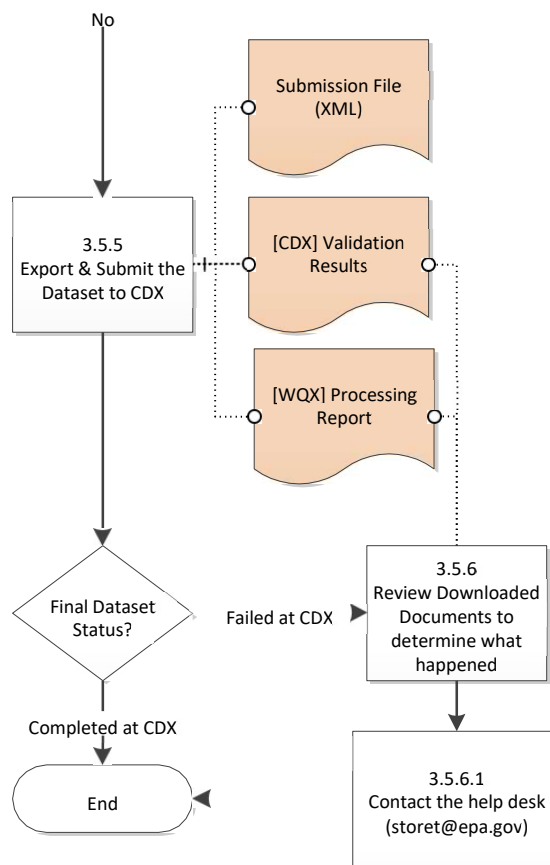 No
Submission File
(XML)
3.5.5
Export & Submit the
Dataset to CDX
[CDX] Validation
Results
[WQX] Processing
Report
Final Dataset
Status?
Failed at CDX
3.5.6
Review Downloaded
Documents to
determine what
happened
Completed at CDX
End
3.5.6.1
Contact the help desk
(storet@epa.gov)